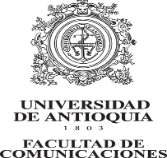 UNIVERSIDAD
DE ANTIOQUIA
1 8 0 3
FACULTAD DE
COMUNICACIONES